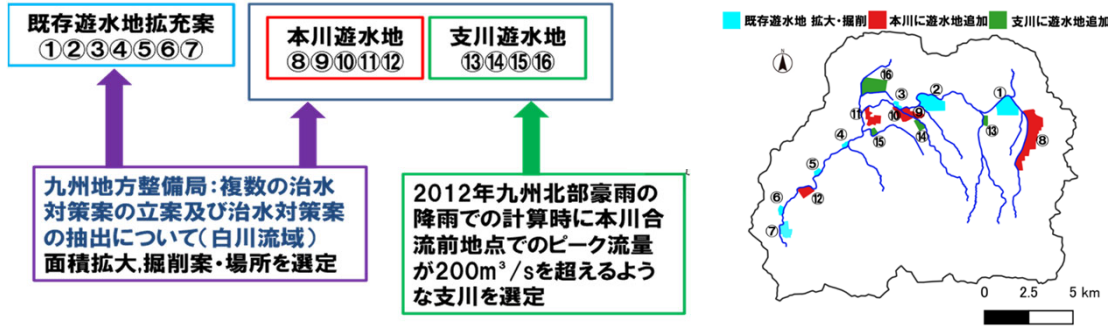 既存遊水地拡充案
①②③④⑤⑥⑦
本川遊水地
⑧⑨⑩⑪⑫
支川遊水地
⑬⑭⑮⑯
九州地方整備局：複数の治水
対策案の立案及び治水対策案
の抽出について（白川流域）
面積拡大,掘削案・場所を選定
2012年九州北部豪雨の
降雨での計算時に本川合
流前地点でのピーク流量
が200m³/sを超えるよう
な支川を選定
既存遊水地 拡大・掘削
本川に遊水地追加
支川に遊水地追加
⑯
③
②
①
⑪
⑩
⑨
⑬
⑧
④
⑮
⑭
⑤
⑫
⑥
⑦
0 2.5 5 km